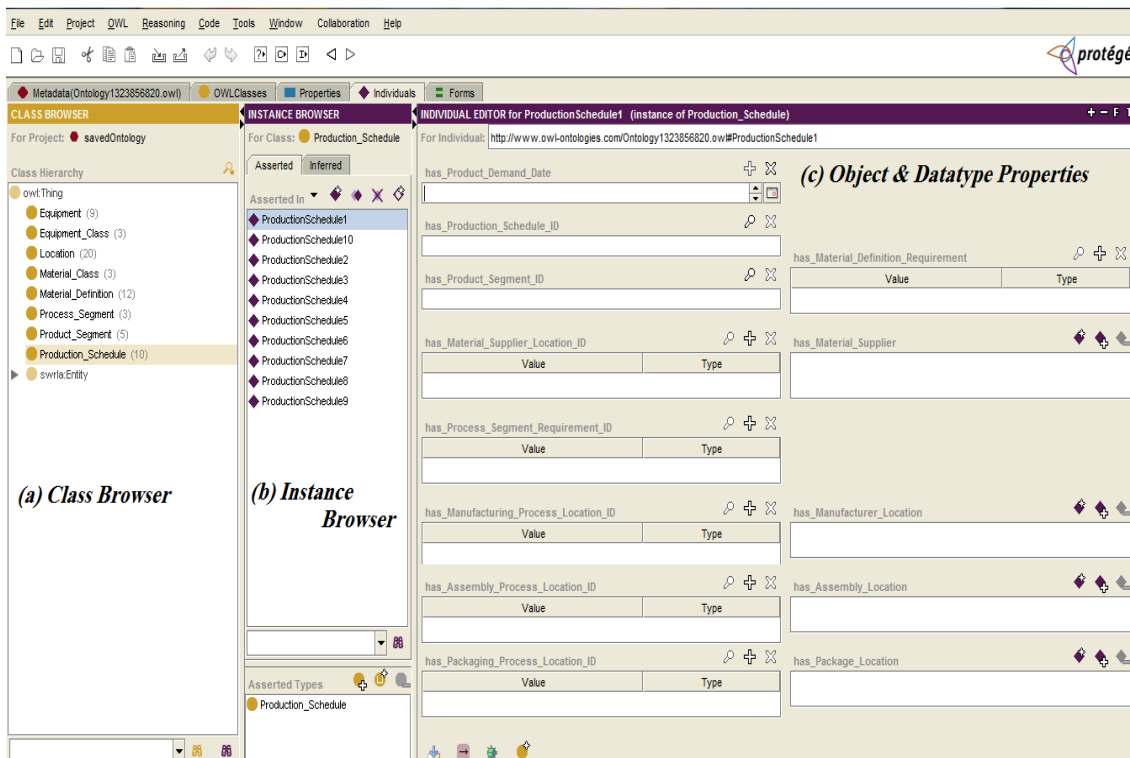 File Edit Project OWL Reasoning Code Tools Window Collaboration Help
protégé
Metadata(Ontology1323856820.owl) OWLClasses Properties Individuals Forms
CLASS BROWSER
For Project: savedOntology
Class Hierarchy
owl:Thing
Equipment (9)
Equipment_Class (3)
Location (20)
Material_Class (3)
Material_Definition (12)
Process_Segment (3)
Product_Segment (5)
Production_Schedule (10)
swrla:Entity
(a) Class Browser
INSTANCE BROWSER
For Class: Production_Schedule
Asserted Inferred
Asserted In
ProductionSchedule1
ProductionSchedule10
ProductionSchedule2
ProductionSchedule3
ProductionSchedule4
ProductionSchedule5
ProductionSchedule6
ProductionSchedule7
ProductionSchedule8
ProductionSchedule9
(b) Instance
Browser
Asserted Types
Production_Schedule
INDIVIDUAL EDITOR for ProductionSchedule1 (instance of Production_Schedule)
+ - F T
For Individual: http://www.owl-ontologies.com/Ontology1323856820.owl#ProductionSchedule1
(c) Object & Datatype Properties
has_Product_Demand_Date
has_Production_Schedule_ID
has_Product_Segment_ID
has_Material_Definition_Requirement
Value Type
has_Material_Supplier_Location_ID
Value Type
has_Material_Supplier
has_Process_Segment_Requirement_ID
Value Type
has_Manufacturing_Process_Location_ID
Value Type
has_Manufacturer_Location
has_Assembly_Process_Location_ID
Value Type
has_Assembly_Location
has_Packaging_Process_Location_ID
Value Type
has_Package_Location